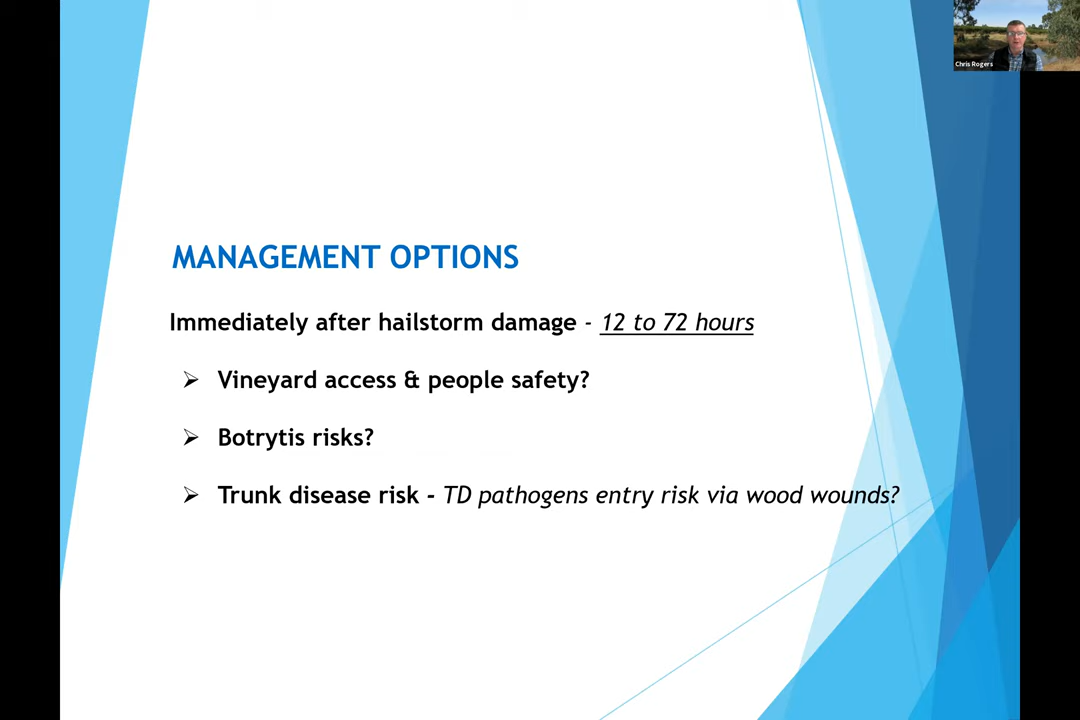 Chris Rogers
MANAGEMENT OPTIONS
Immediately after hailstorm damage - 12 to 72 hours
➢ Vineyard access & people safety?
➢ Botrytis risks?
➢ Trunk disease risk - TD pathogens entry risk via wood wounds?